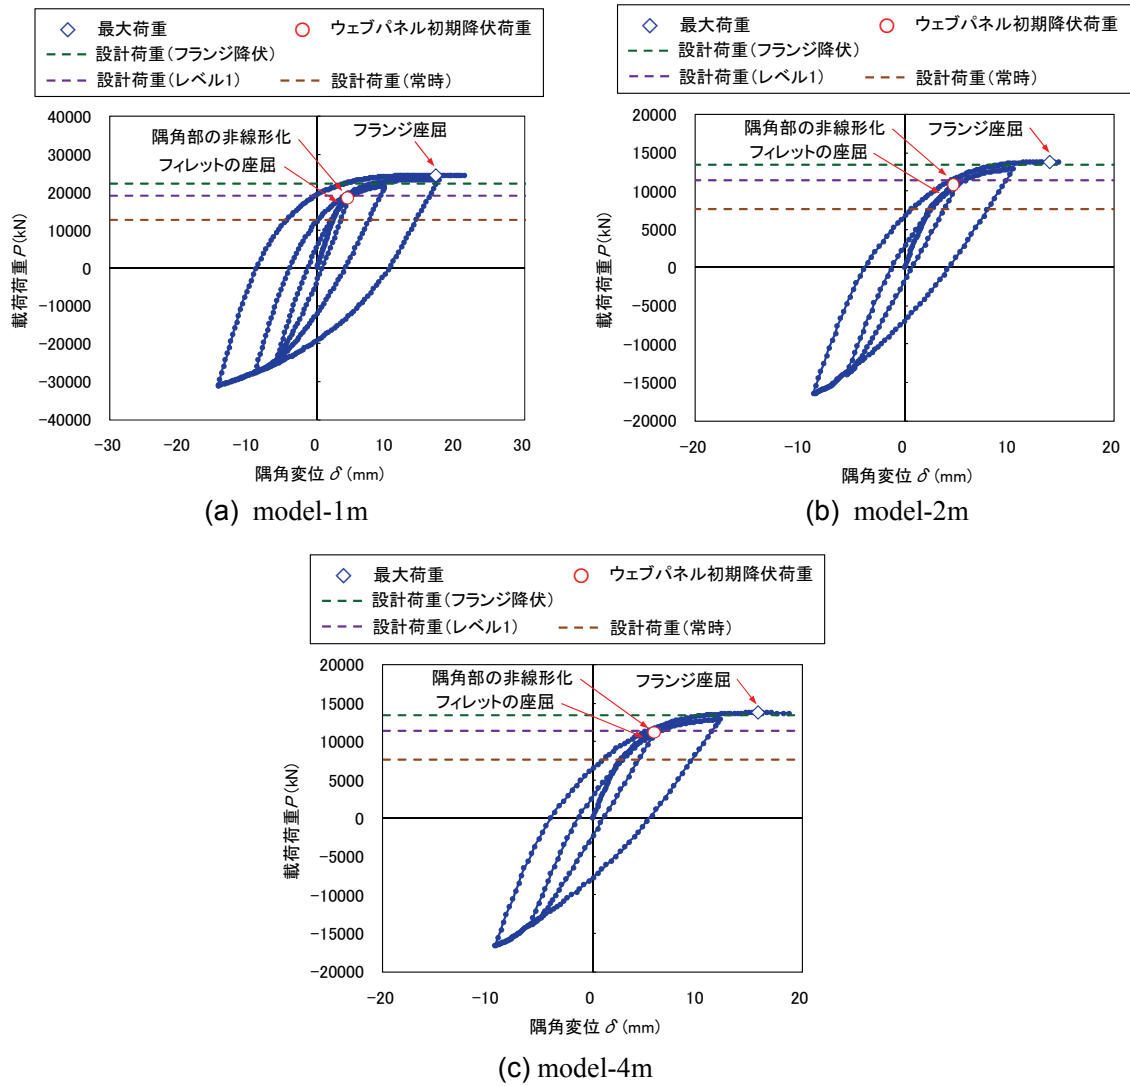 最大荷重 ウェブパネル初期降伏荷重
設計荷重(フランジ降伏)
設計荷重(レベル1) 設計荷重(常時)
隅角部の非線形化
フランジ座屈
フィレットの座屈
40000
30000
20000
10000
0
-10000
-20000
-30000
-40000
載荷荷重P(kN)
-30 -20 -10 0 10 20 30
隅角変位 δ (mm)
(a) model-1m
最大荷重 ウェブパネル初期降伏荷重
設計荷重(フランジ降伏)
設計荷重(レベル1) 設計荷重(常時)
隅角部の非線形化
フランジ座屈
フィレットの座屈
20000
15000
10000
5000
0
-5000
-10000
-15000
-20000
載荷荷重P(kN)
-20 -10 0 10 20
隅角変位 δ (mm)
(b) model-2m
最大荷重 ウェブパネル初期降伏荷重
設計荷重(フランジ降伏)
設計荷重(レベル1) 設計荷重(常時)
隅角部の非線形化
フランジ座屈
フィレットの座屈
20000
15000
10000
5000
0
-5000
-10000
-15000
-20000
載荷荷重P(kN)
-20 -10 0 10 20
隅角変位 δ (mm)
(c) model-4m